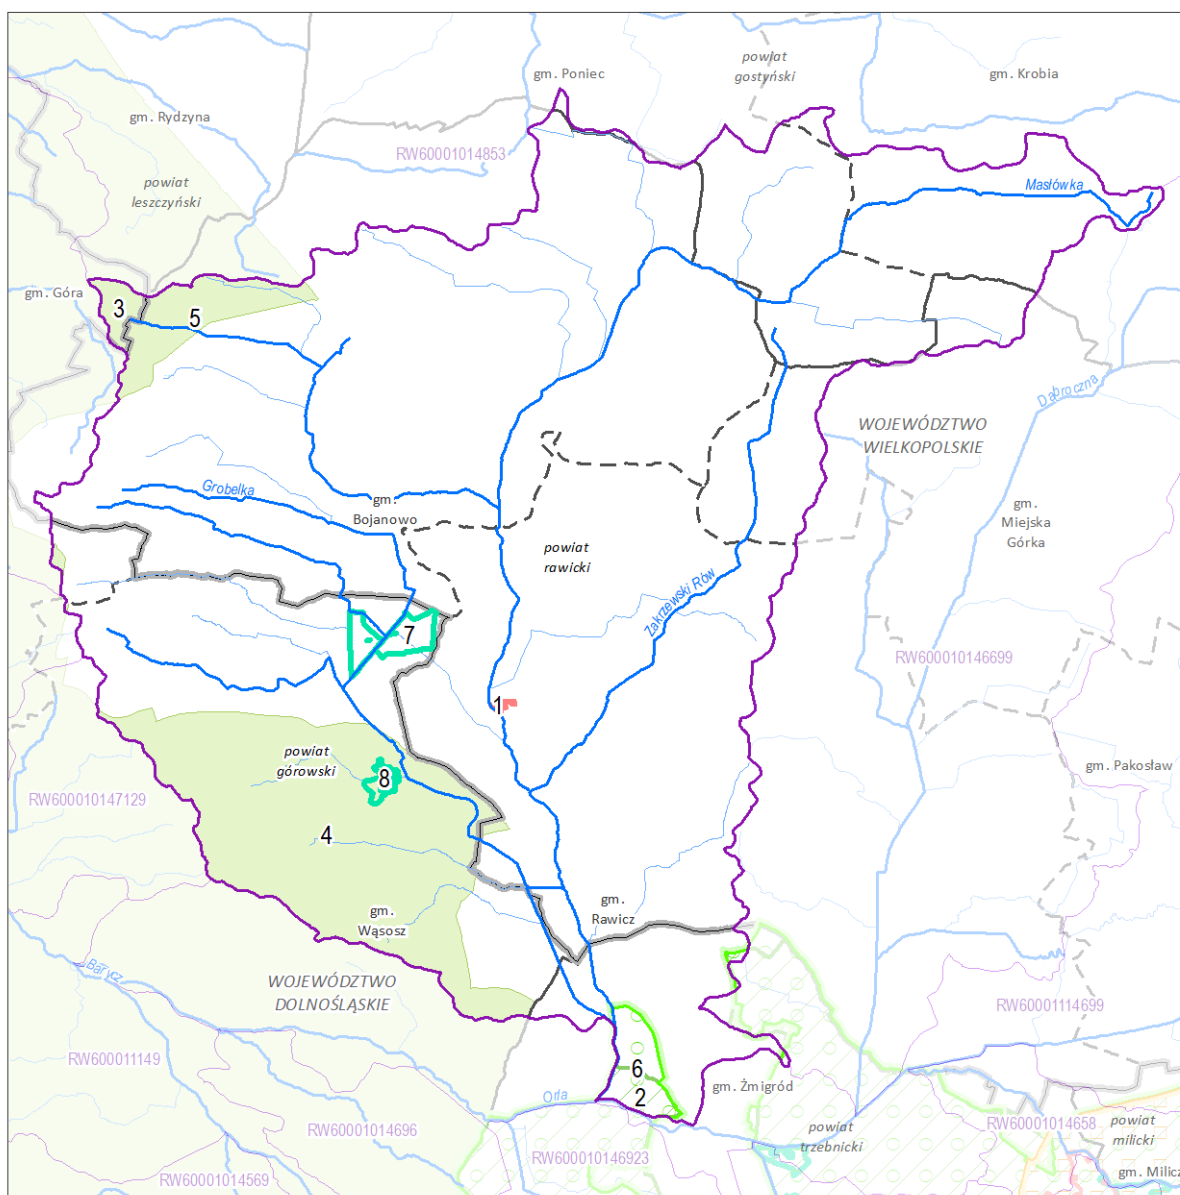 powiat
gostyński
gm. Poniec
gm. Krobia
gm. Rydzyna
RW60001014853
powiat
leszczyński
Masłówka
gm. Góra
3
5
Dąbroczna
WOJEWÓDZTWO
WIELKOPOLSKIE
Grobelka
gm.
Bojanowo
gm.
Miejska
Górka
powiat
rawicki
Zakrzewski Rów
7
RW600010146699
1
powiat
górowski
8
gm. Pakosław
RW600010147129
4
gm.
Rawicz
gm.
Wąsosz
Barycz
WOJEWÓDZTWO
DOLNOŚLĄSKIE
RW60001114699
RW600011149
6
gm. Żmigród
2
Orla
RW60001014696
powiat
trzebnicki
RW60001014658
powiat
milicki
RW600010146923
gm. Milicz
RW60001014569